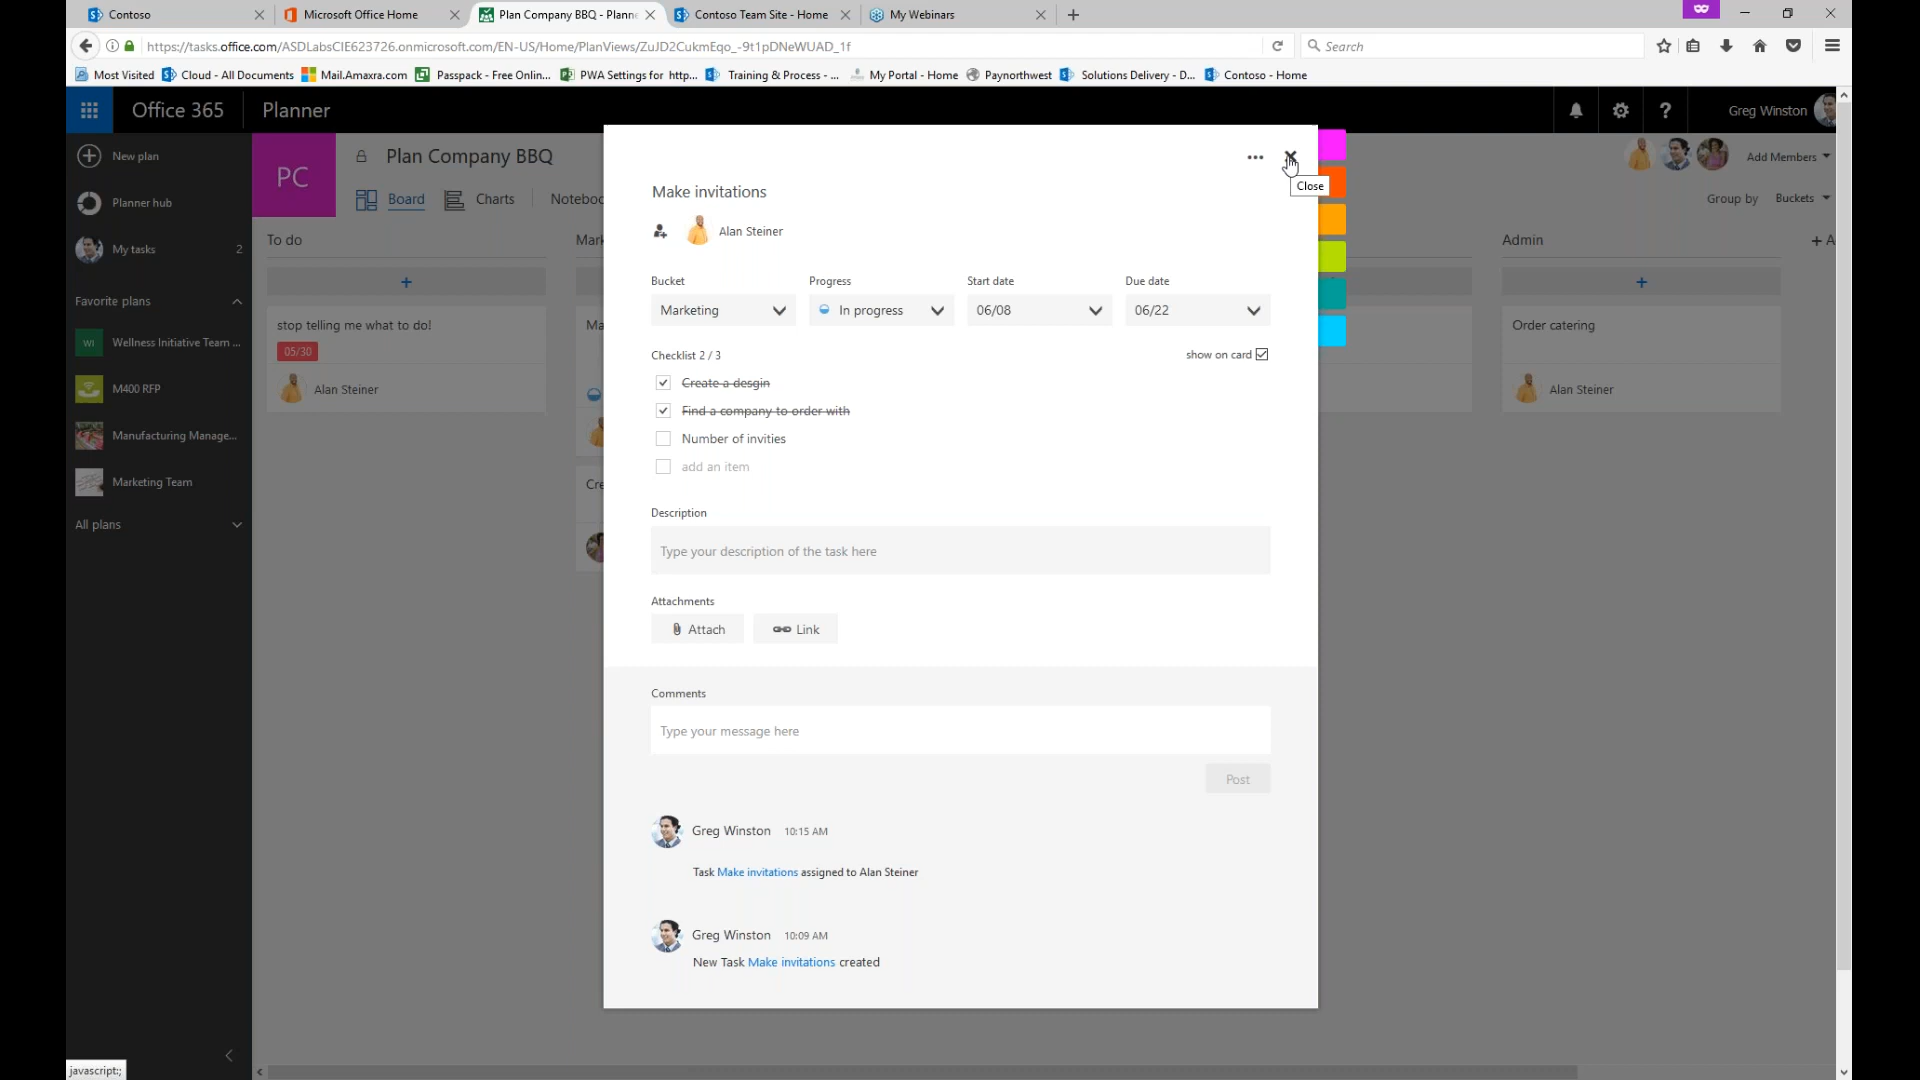 Contoso
Microsoft Office Home
Plan Company BBQ - Plann
Contoso Team Site - Home
My Webinars
https://tasks.office.com/ASDLabsCIE623726.onmicrosoft.com/EN-US/Home/PlanViews/ZuJD2CukmEqo_-9t1pDNeWUAD_1f
Search
Most Visited
Cloud - All Documents
Mail.Amaxra.com
Passpack - Free Onlin...
PWA Settings for http...
Training & Process - ...
My Portal - Home
Paynorthwest
Solutions Delivery - D...
Contoso - Home
Office 365
Planner
?
Greg Winston
New plan
Planner hub
My tasks 2
Favorite plans
WI Wellness Initiative Team ...
M400 RFP
Manufacturing Manage...
Marketing Team
All plans
PC
Plan Company BBQ
Board
Charts
Noteboo
Add Members
Group by Buckets
To do
+
stop telling me what to do!
05/30
Alan Steiner
Mark
Ma
Cre
Admin
+ A
+
Order catering
Alan Steiner
Close
Make invitations
Alan Steiner
Bucket Progress Start date Due date
Marketing In progress 06/08 06/22
Checklist 2 / 3 show on card
Create a desgin
Find a company to order with
Number of invities
add an item
Description
Type your description of the task here
Attachments
Attach Link
Comments
Type your message here
Post
Greg Winston 10:15 AM
Task Make invitations assigned to Alan Steiner
Greg Winston 10:09 AM
New Task Make invitations created
javascript:;